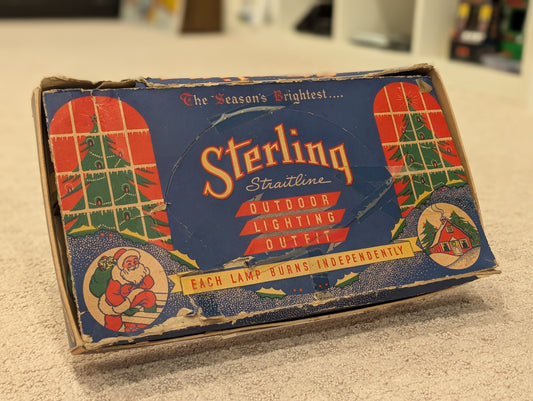 The Season's Brightest....
Sterling
Straitline
OUTDOOR
LIGHTING
OUTFIT
EACH LAMP BURNS INDEPENDENTLY